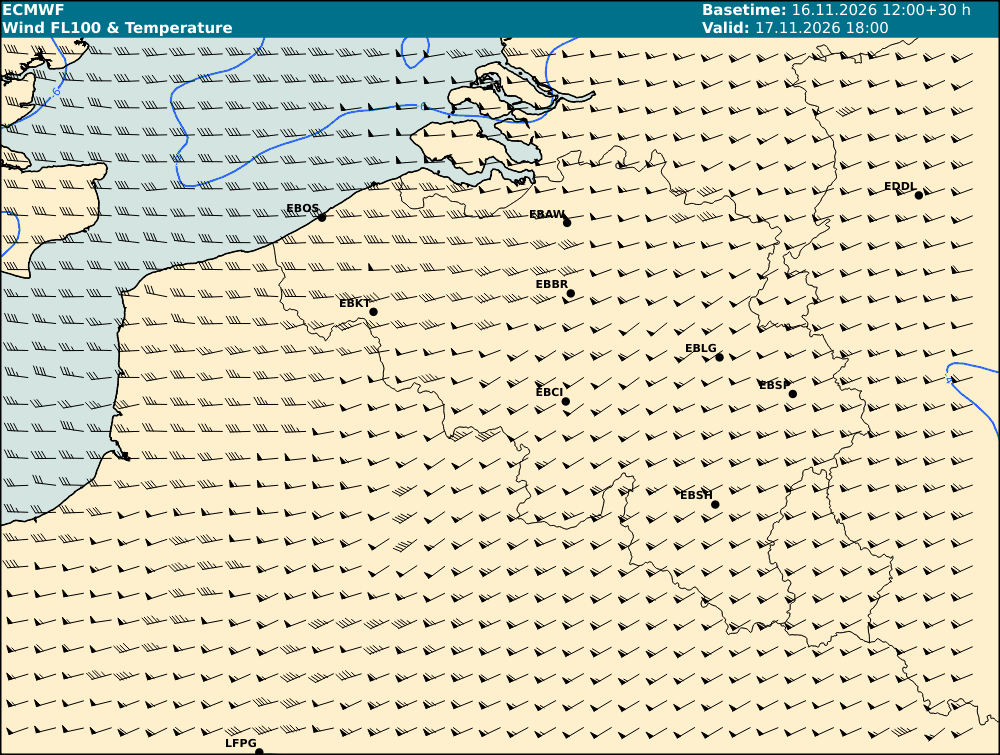 ECMWF
Wind FL100 & Temperature
Basetime: 16.11.2026 12:00+30 h
Valid: 17.11.2026 18:00
-6
EDDL
EBOS
EBAW
EBBR
EBKT
EBLG
EBSP
EBCI
EBSH
LFPG